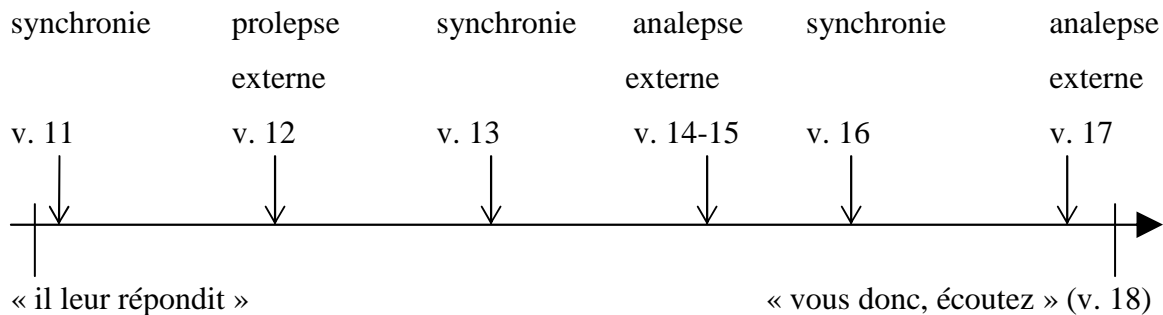 synchronie prolepse synchronie analepse synchronie analepse
externe externe externe
v. 11 v. 12 v. 13 v. 14-15 v. 16 v. 17
« il leur répondit » « vous donc, écoutez » (v. 18)